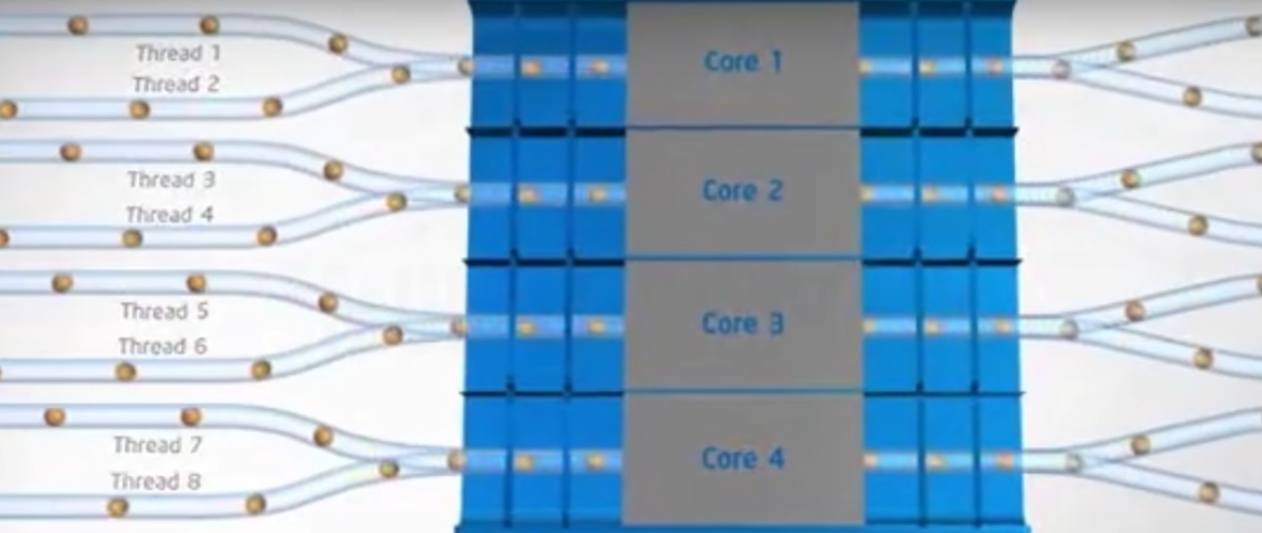 Thread 1
Thread 2
Core 1
Thread 3
Thread 4
Core 2
Thread 5
Thread 6
Core 3
Thread 7
Thread 8
Core 4